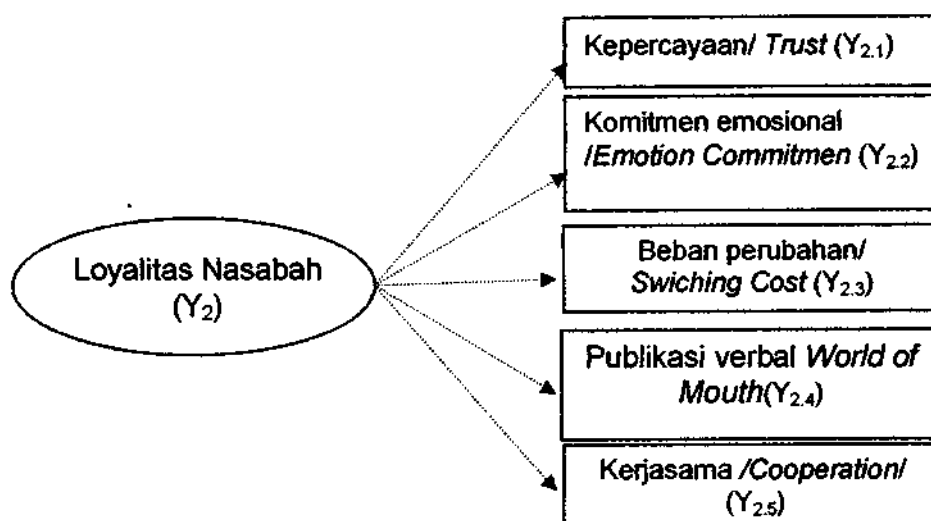 Kepercayaan/ Trust (Y2.1)
Komitmen emosional
/Emotion Commitmen (Y2.2)
Loyalitas Nasabah
(Y2)
Beban perubahan/
Swiching Cost (Y2.3)
Publikasi verbal World of
Mouth(Y2.4)
Kerjasama /Cooperation/
(Y2.5)